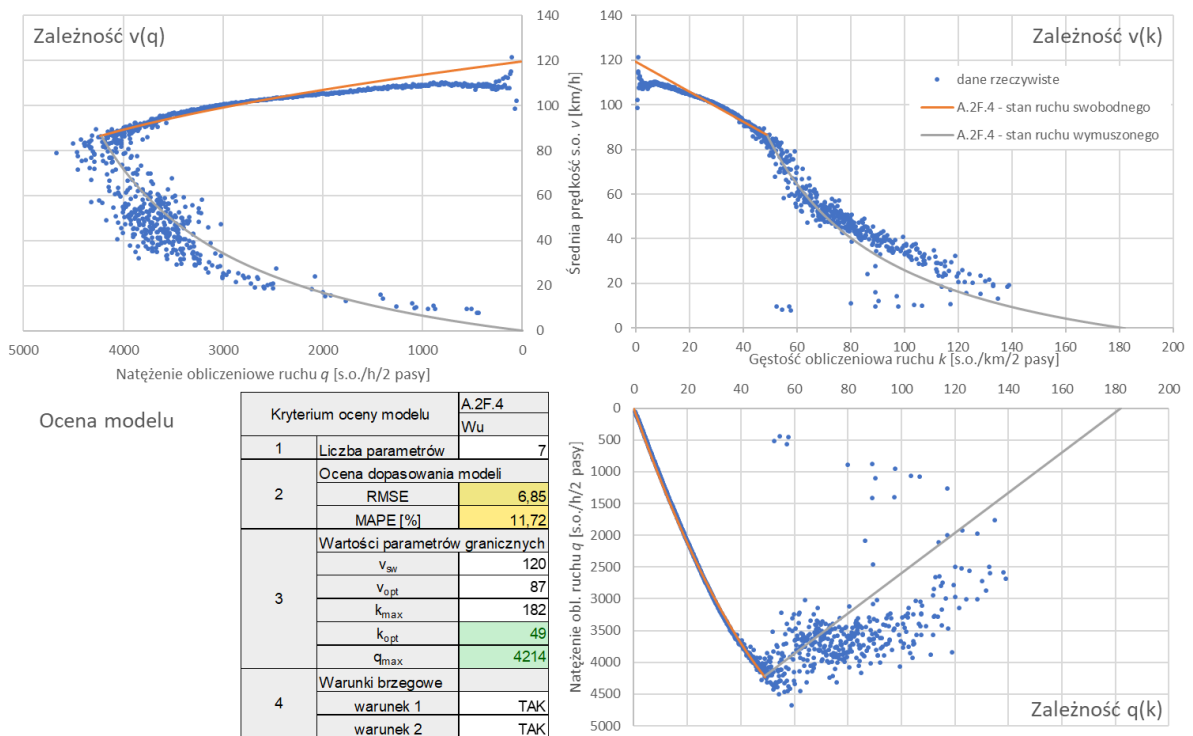 Zależność v(q)
140
120
100
80
60
40
20
0
5000 4000 3000 2000 1000 0
Natężenie obliczeniowe ruchu q [s.o./h/2 pasy]
Średnia prędkość s.o. v [km/h]
Zależność v(k)
140
120
100
80
60
40
20
0
dane rzeczywiste
A.2F.4 - stan ruchu swobodnego
A.2F.4 - stan ruchu wymuszonego
0 20 40 60 80 100 120 140 160 180 200
Gęstość obliczeniowa ruchu k [s.o./km/2 pasy]
Ocena modelu
Kryterium oceny modelu A.2F.4
Wu
1 Liczba parametrów 7
2 Ocena dopasowania modeli
RMSE 6,85
MAPE [%] 11,72
3 Wartości parametrów granicznych
vsw 120
vopt 87
kmax 182
kopt 49
qmax 4214
4 Warunki brzegowe
warunek 1 TAK
warunek 2 TAK
0 20 40 60 80 100 120 140 160 180 200
0
500
1000
1500
2000
2500
3000
3500
4000
4500
5000
Natężenie obl. ruchu q [s.o./h/2 pasy]
Zależność q(k)